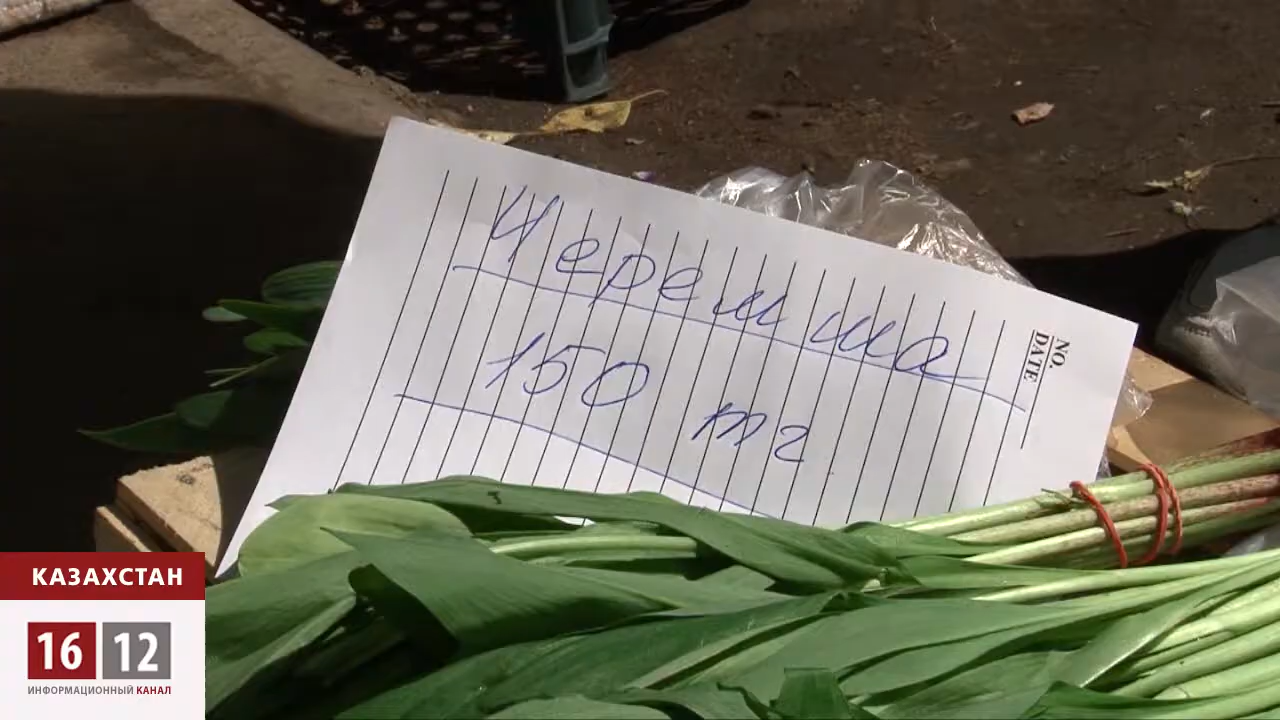 Черемша
150 тг.
NO.
DATE
КАЗАХСТАН
16 12
ИНФОРМАЦИОННЫЙ КАНАЛ